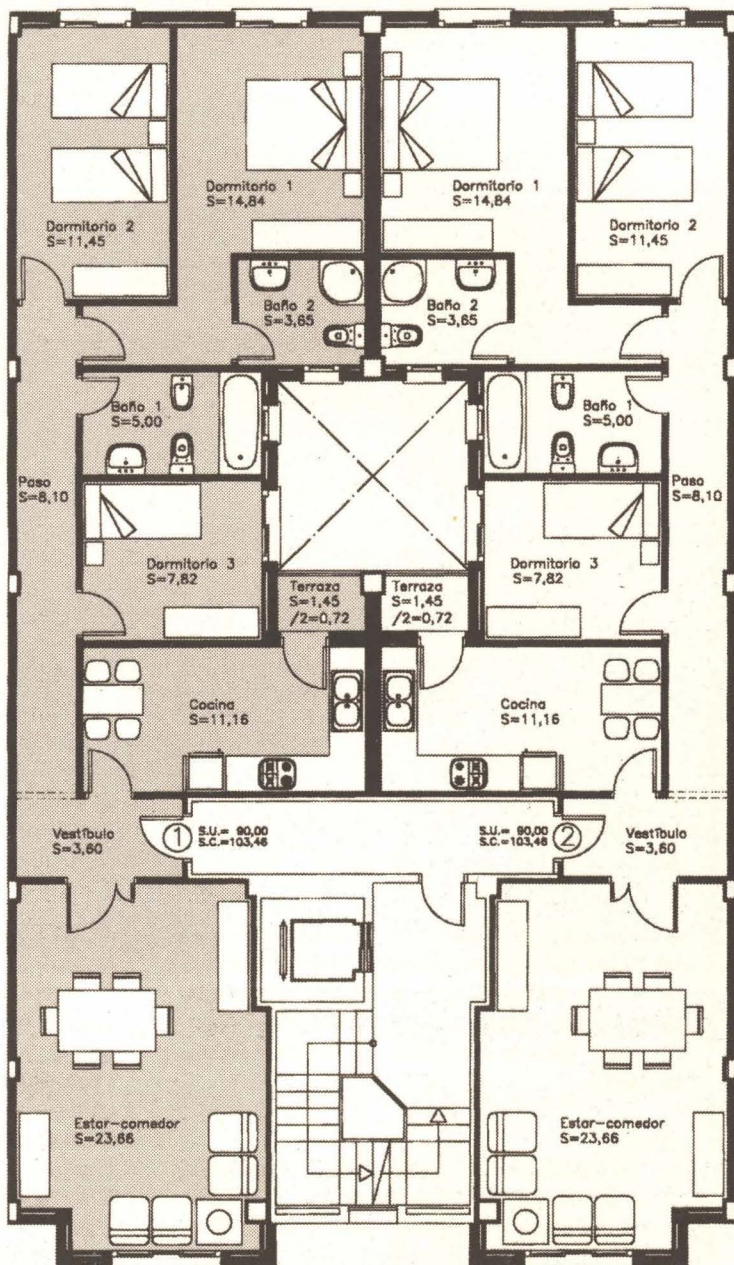 Dormitorio 1
S=14,84
Dormitorio 1
S=14,84
Dormitorio 2
S=11,45
Dormitorio 2
S=11,45
Baño 2
S=3,65
Baño 2
S=3,65
Baño 1
S=5,00
Baño 1
S=5,00
Paso
S=8,10
Paso
S=8,10
Dormitorio 3
S=7,82
Dormitorio 3
S=7,82
Terraza
S=1,45
/2=0,72
Terraza
S=1,45
/2=0,72
Cocina
S=11,16
Cocina
S=11,16
Vestíbulo
S=3,60
1
S.U.= 90,00
S.C.=103,46
S.U.= 90,00
S.C.=103,46
2
Vestíbulo
S=3,60
Estar-comedor
S=23,66
Estar-comedor
S=23,66